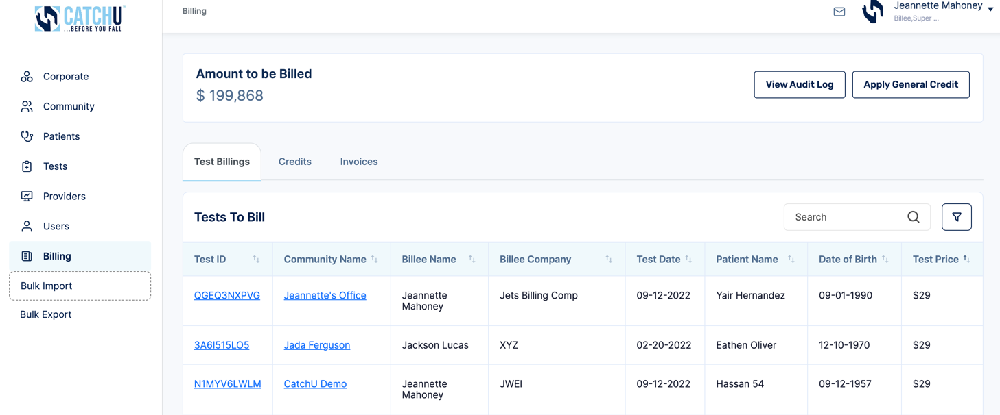 CATCHU
...BEFORE YOU FALL
Billing
Jeannette Mahoney
Billee,Super ...
Corporate
Community
Patients
Tests
Providers
Users
Billing
Bulk Import
Bulk Export
Amount to be Billed
$ 199,868
View Audit Log
Apply General Credit
Test Billings
Credits
Invoices
Tests To Bill
Search
Test ID Community Name Billee Name Billee Company Test Date Patient Name Date of Birth Test Price
QGEQ3NXPVG Jeannette's Office Jeannette Mahoney Jets Billing Comp 09-12-2022 Yair Hernandez 09-01-1990 $29
3A6I515LO5 Jada Ferguson Jackson Lucas XYZ 02-20-2022 Eathen Oliver 12-10-1970 $29
N1MYV6LWLM CatchU Demo Jeannette Mahoney JWEI 09-12-2022 Hassan 54 09-12-1957 $29